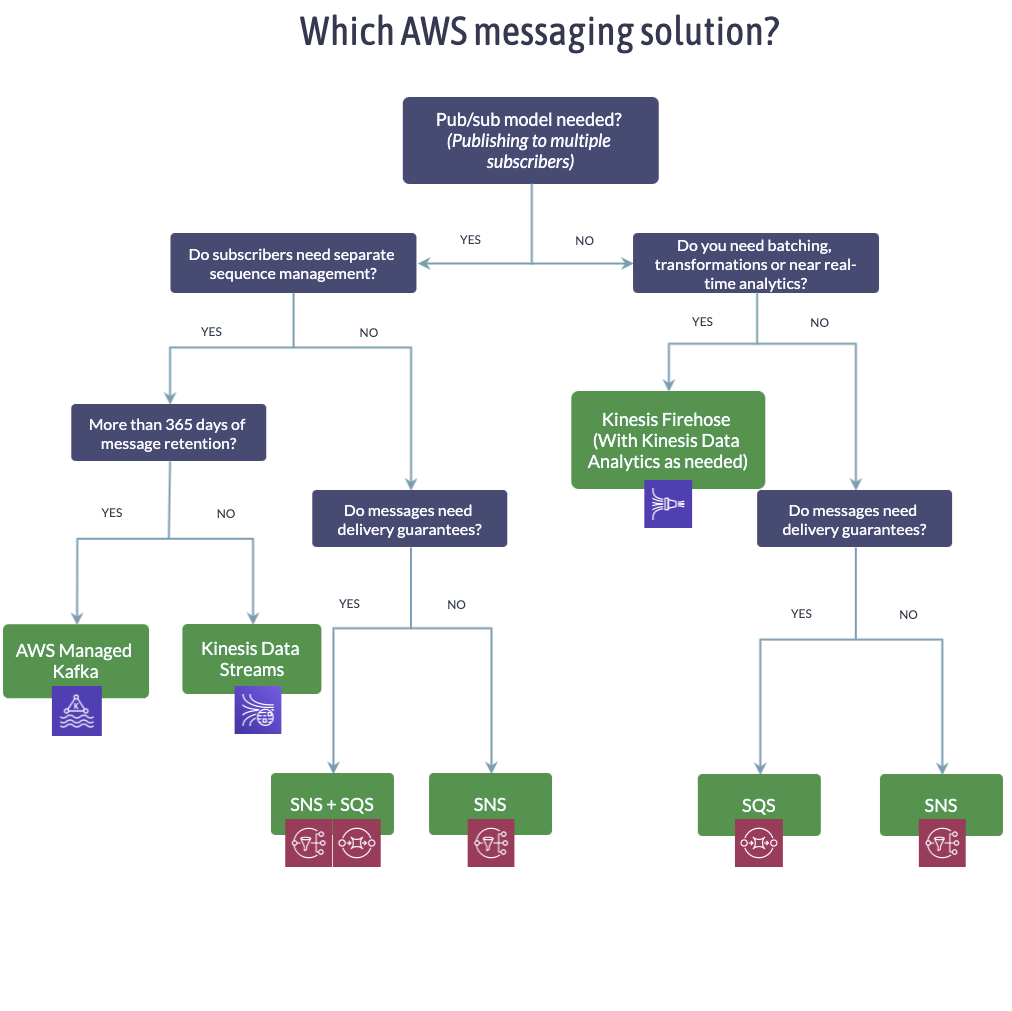 Which AWS messaging solution?
Pub/sub model needed?
(Publishing to multiple
subscribers)
YES
NO
Do subscribers need separate
sequence management?
Do you need batching,
transformations or near real-
time analytics?
YES
NO
YES
NO
More than 365 days of
message retention?
Kinesis Firehose
(With Kinesis Data
Analytics as needed)
YES
NO
Do messages need
delivery guarantees?
Do messages need
delivery guarantees?
YES
NO
YES
NO
AWS Managed
Kafka
K
Kinesis Data
Streams
SNS + SQS
SNS
SQS
SNS